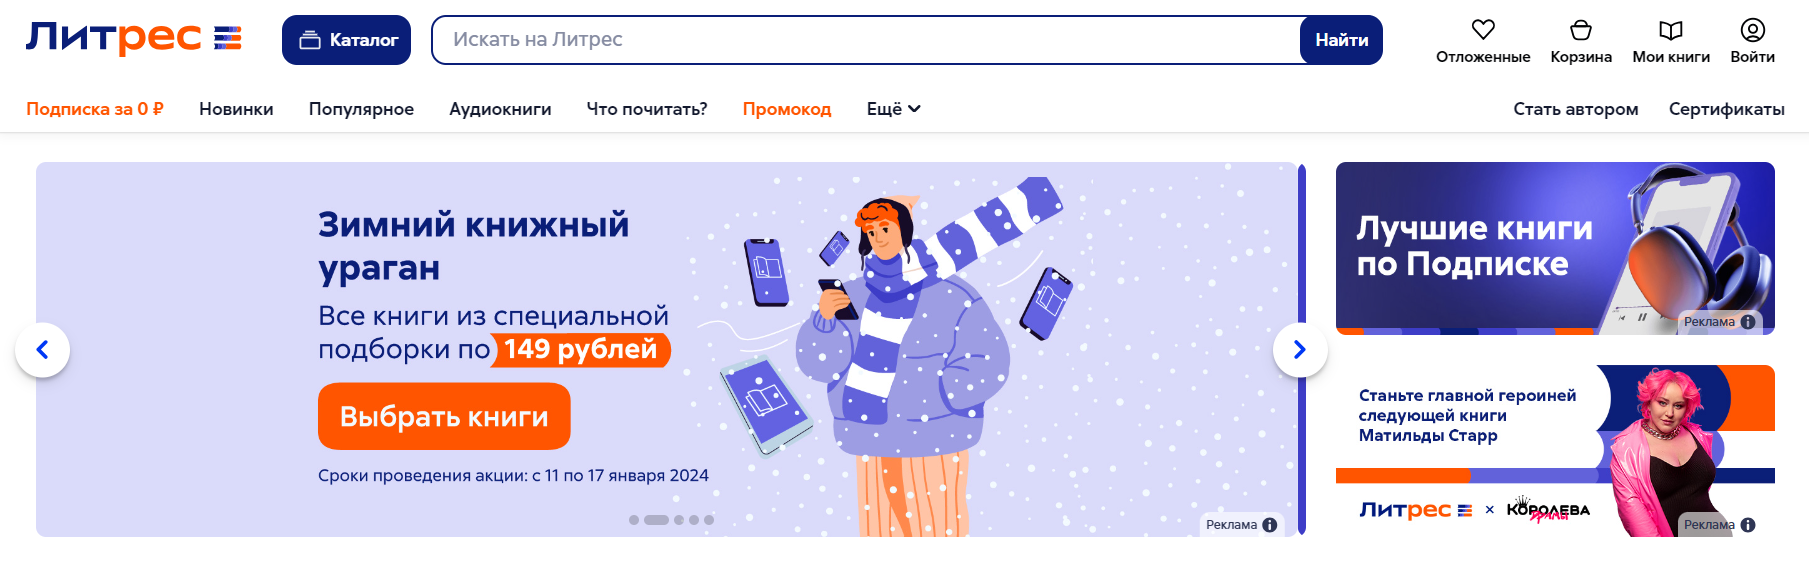 Литрес
Каталог
Искать на Литрес
Найти
Отложенные
Корзина
Мои книги
Войти
Подписка за 0 ₽
Новинки
Популярное
Аудиокниги
Что почитать?
Промокод
Ещё
Стать автором
Сертификаты
Зимний книжный
ураган
Все книги из специальной
подборки по 149 рублей
Выбрать книги
Сроки проведения акции: с 11 по 17 января 2024
Реклама
Лучшие книги
по Подписке
Реклама
Станьте главной героиней
следующей книги
Матильды Старр
Литрес × КОРОЛЕВА
драмы
Реклама